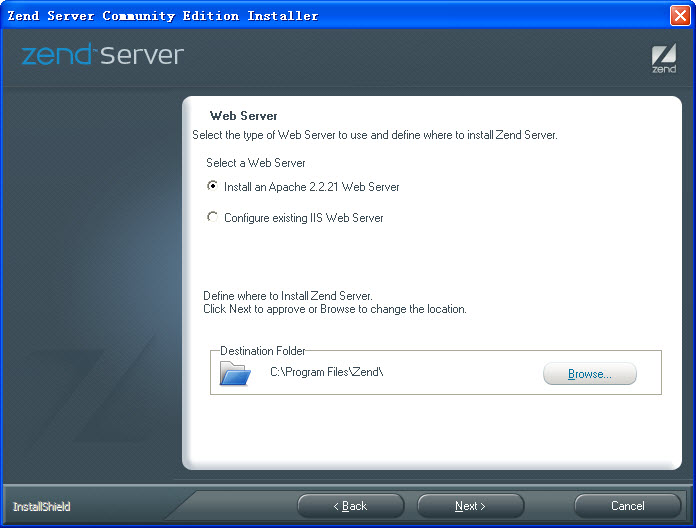 Zend Server Community Edition Installer
zend Server
zend
Web Server
Select the type of Web Server to use and define where to install Zend Server.
Select a Web Server
Install an Apache 2.2.21 Web Server
Configure existing IIS Web Server
Define where to Install Zend Server.
Click Next to approve or Browse to change the location.
Destination Folder
C:\Program Files\Zend\
Browse...
InstallShield
< Back
Next >
Cancel